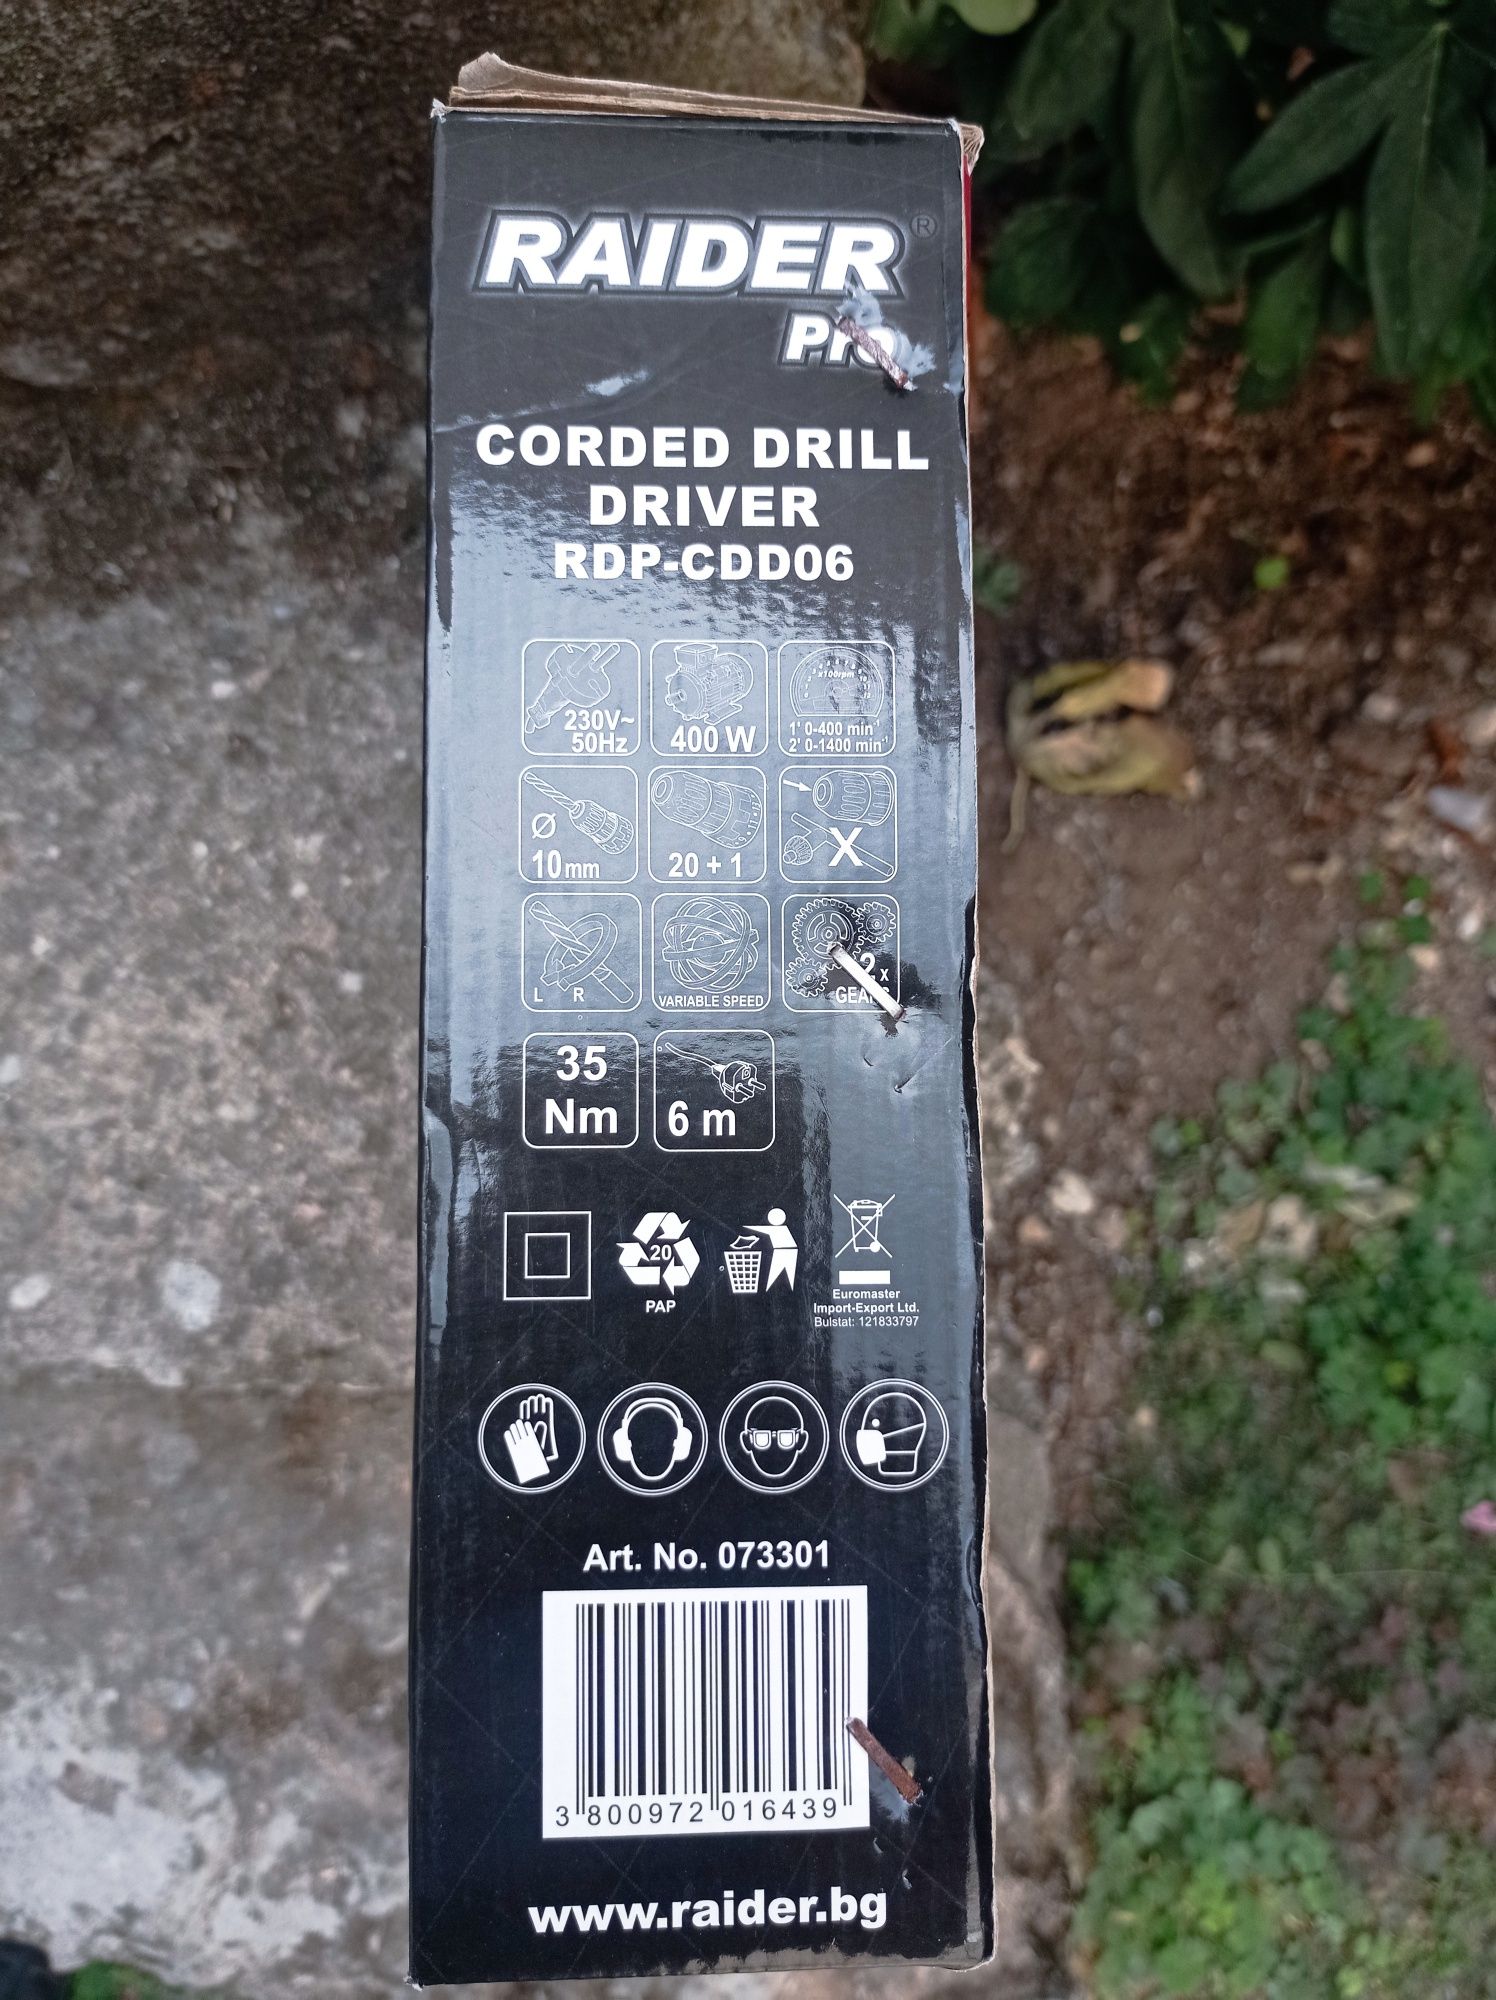 RAIDER®
Pro
CORDED DRILL
DRIVER
RDP-CDD06
230V~
50Hz
400 W
x100rpm
1' 0-400 min-1
2' 0-1400 min-1
Ø
10mm
20 + 1
X
L R
VARIABLE SPEED
2 x
GEARS
35
Nm
6 m
20
PAP
Euromaster
Import-Export Ltd.
Bulstat: 121833797
Art. No. 073301
3 800972 016439
www.raider.bg